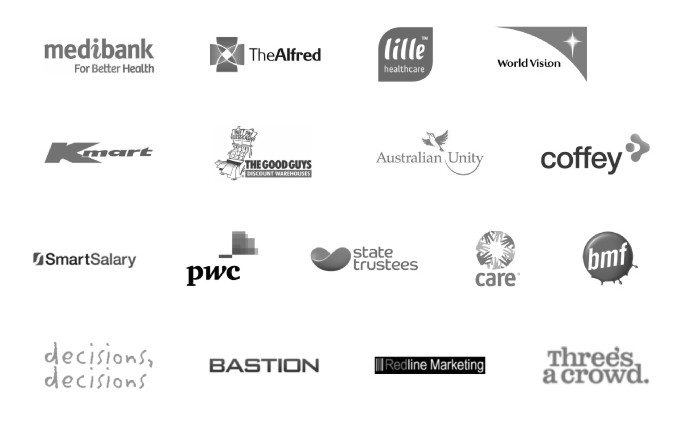 medibank
For Better Health
TheAlfred
lille™
healthcare
World Vision
Kmart
THE GOOD GUYS
DISCOUNT WAREHOUSES
Australian Unity
coffey
SmartSalary
pwc
state
trustees
care
bmf
decisions,
decisions
BASTION
Redline Marketing
Three's
a crowd.